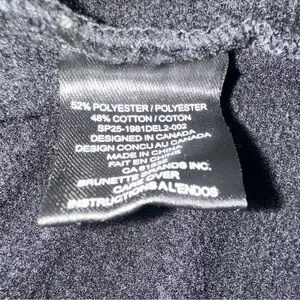 52% POLYESTER / POLYESTER
48% COTTON / COTON
SP25-1981DEL2-002
DESIGNED IN CANADA
DESIGN CONCU AU CANADA
MADE IN CHINA
FAIT EN CHINE
CA
INC.
BRUNETTE
CARE OVER
INSTRUCTIONS A L'ENDOS